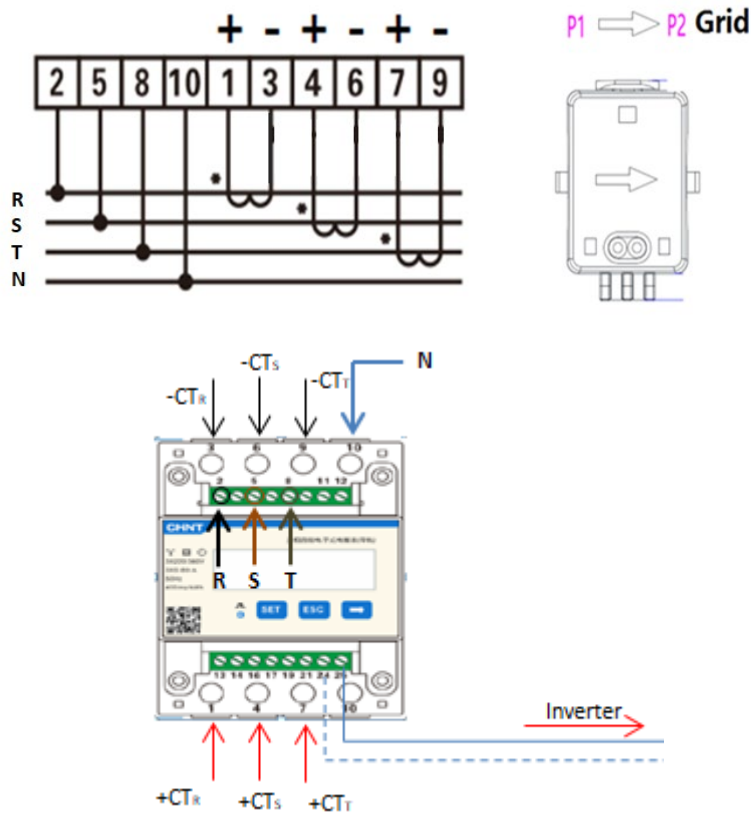 + - + - + -
P1 P2 Grid
2 5 8 10 1 3 4 6 7 9
R
S
T
N
-CTS
-CTT
N
-CTR
3 6 9 10
2 5 8 11 12
CHNT
R S T
SET ESC
13 14 16 17 19 21 24 25
1 4 7 10
Inverter
+CTR +CTS +CTT